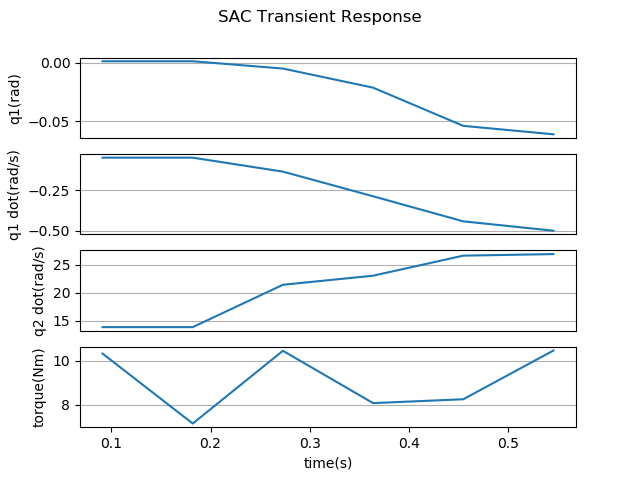 SAC Transient Response
0.00
−0.05
q1(rad)
−0.25
−0.50
q1 dot(rad/s)
25
20
15
q2 dot(rad/s)
10
8
torque(Nm)
0.1 0.2 0.3 0.4 0.5
time(s)